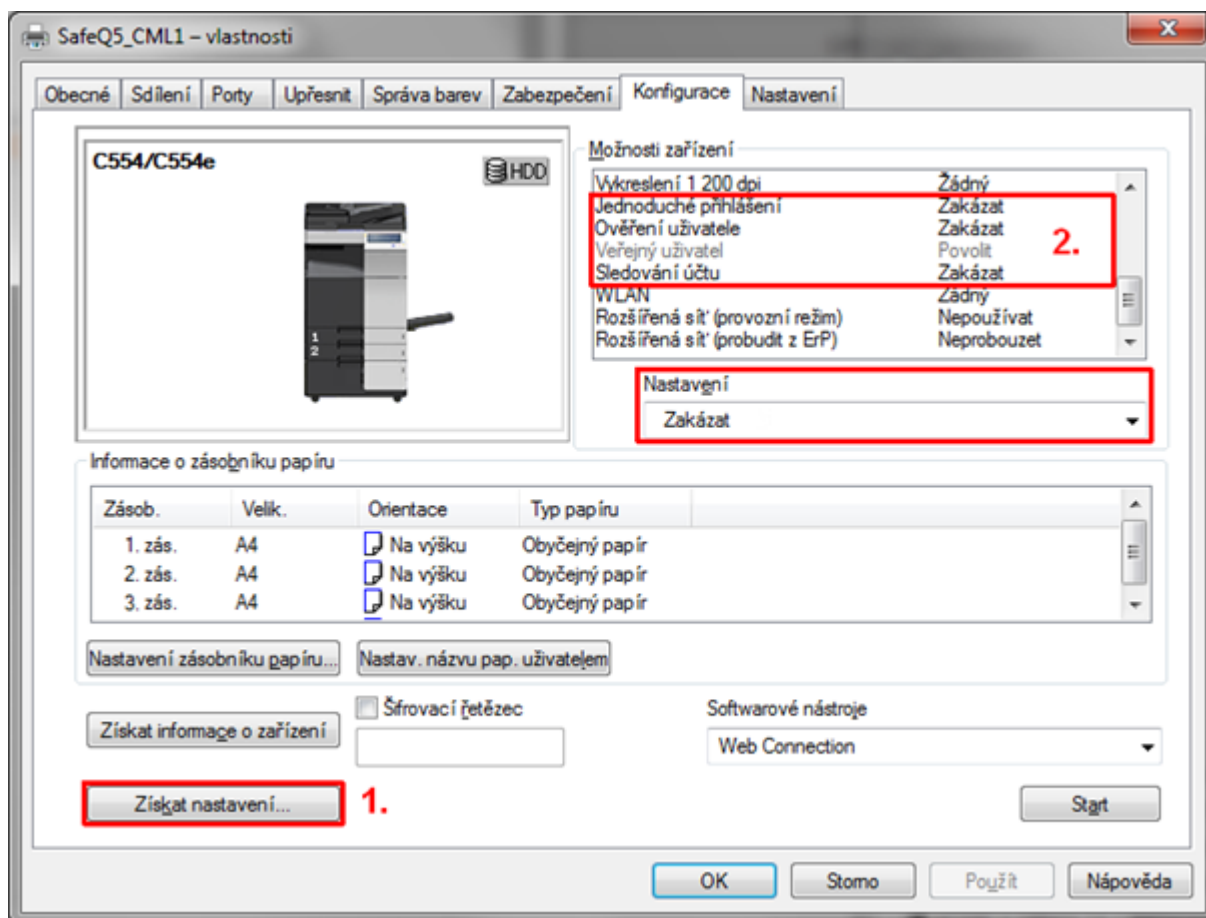 SafeQ5_CML1 – vlastnosti
Obecné Sdílení Porty Upřesnit Správa barev Zabezpečení Konfigurace Nastavení
C554/C554e
HDD
1
2
Možnosti zařízení
Vykreslení 1 200 dpi Žádný
Jednoduché přihlášení Zakázat
Ověření uživatele Zakázat
Veřejný uživatel Povolit
Sledování účtu Zakázat
2.
WLAN Žádný
Rozšířená síť (provozní režim) Nepoužívat
Rozšířená síť (probudit z ErP) Neprobouzet
Nastavení
Zakázat
Informace o zásobníku papíru
Zásob. Velik. Orientace Typ papíru
1. zás. A4 Na výšku Obyčejný papír
2. zás. A4 Na výšku Obyčejný papír
3. zás. A4 Na výšku Obyčejný papír
Nastavení zásobníku papíru... Nastav. názvu pap. uživatelem
Získat informace o zařízení
Šifrovací řetězec
Softwarové nástroje
Web Connection
Získat nastavení... 1.
Start
OK Storno Použít Nápověda